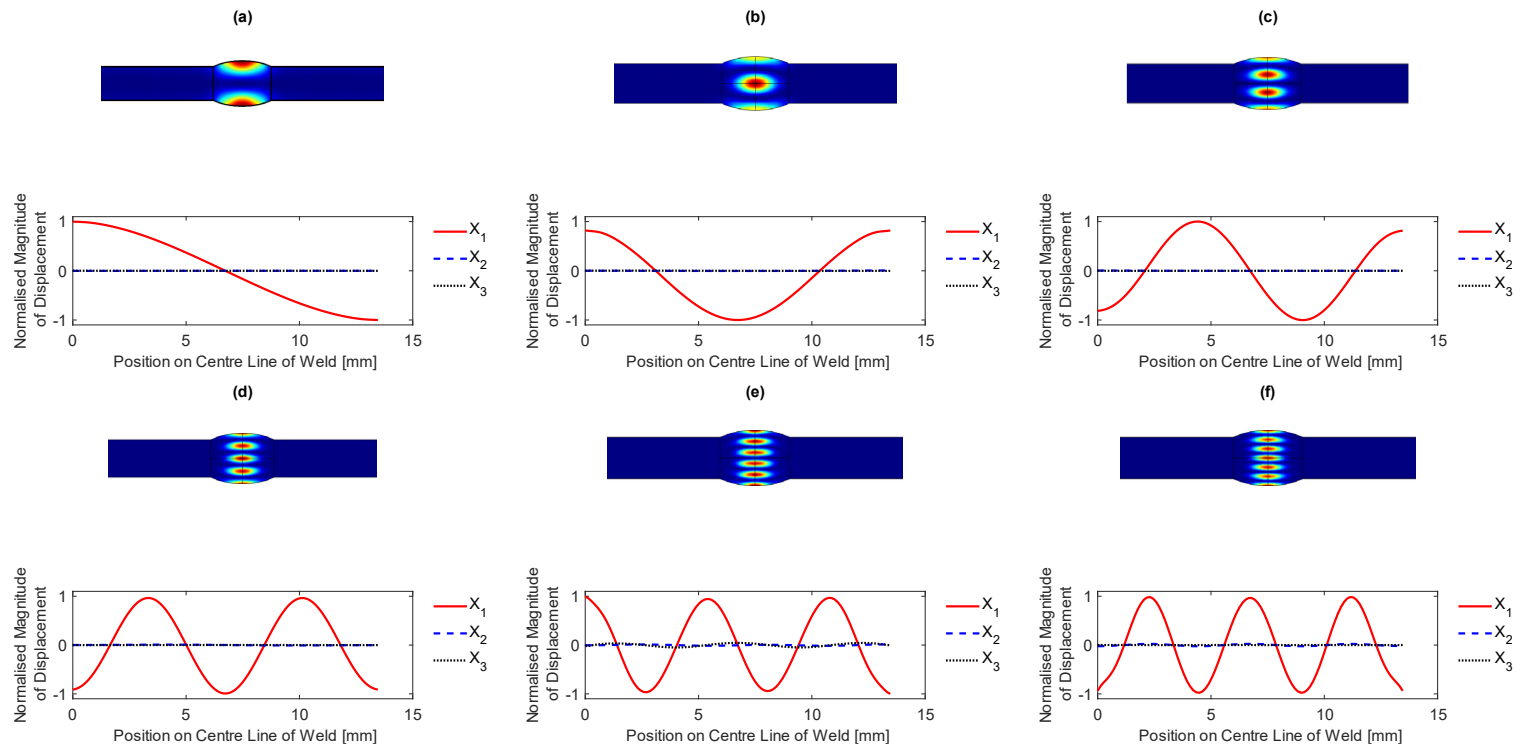 (a)
(b)
(c)
Normalised Magnitude
of Displacement
1
0
-1
0
5
10
15
Position on Centre Line of Weld [mm]
X1
X2
X3
Normalised Magnitude
of Displacement
1
0
-1
0
5
10
15
Position on Centre Line of Weld [mm]
X1
X2
X3
Normalised Magnitude
of Displacement
1
0
-1
0
5
10
15
Position on Centre Line of Weld [mm]
X1
X2
X3
(d)
(e)
(f)
Normalised Magnitude
of Displacement
1
0
-1
0
5
10
15
Position on Centre Line of Weld [mm]
X1
X2
X3
Normalised Magnitude
of Displacement
1
0
-1
0
5
10
15
Position on Centre Line of Weld [mm]
X1
X2
X3
Normalised Magnitude
of Displacement
1
0
-1
0
5
10
15
Position on Centre Line of Weld [mm]
X1
X2
X3